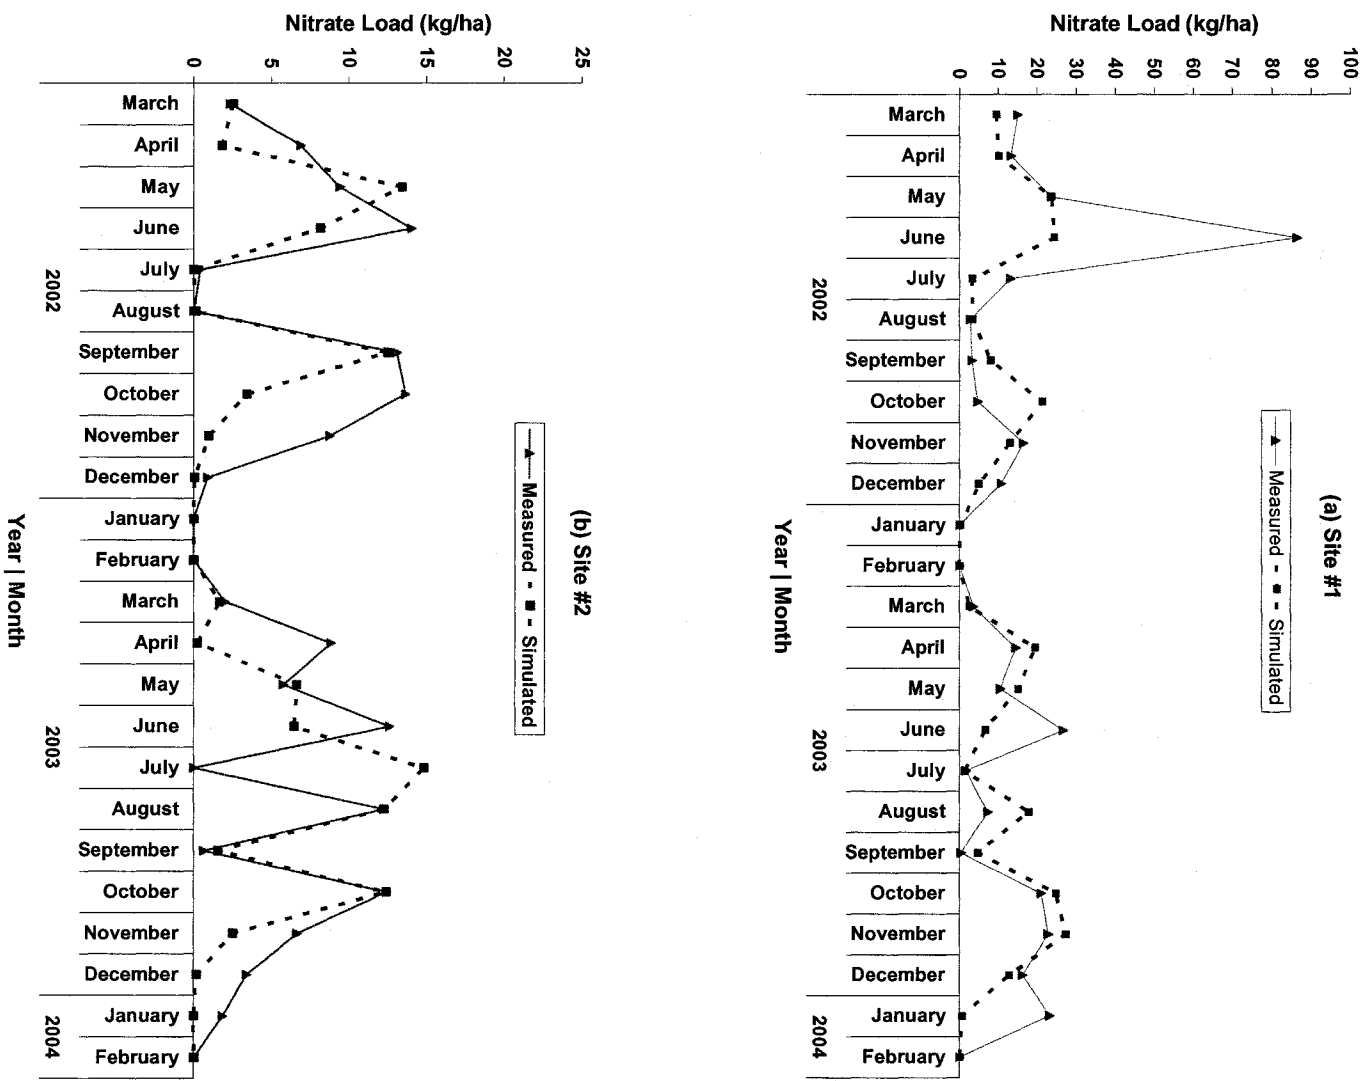 Nitrate Load (kg/ha)
0 10 20 30 40 50 60 70 80 90 100
March
April
May
June
July
August
September
October
November
December
January
February
March
April
May
June
July
August
September
October
November
December
January
February
2002
2003
2004
Year | Month
(a) Site #1
Measured
Simulated
Nitrate Load (kg/ha)
0 5 10 15 20 25
March
April
May
June
July
August
September
October
November
December
January
February
March
April
May
June
July
August
September
October
November
December
January
February
2002
2003
2004
Year | Month
(b) Site #2
Measured
Simulated